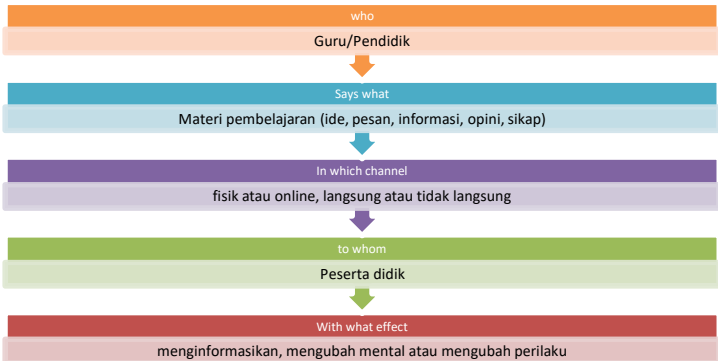 who
Guru/Pendidik
Says what
Materi pembelajaran (ide, pesan, informasi, opini, sikap)
In which channel
fisik atau online, langsung atau tidak langsung
to whom
Peserta didik
With what effect
menginformasikan, mengubah mental atau mengubah perilaku